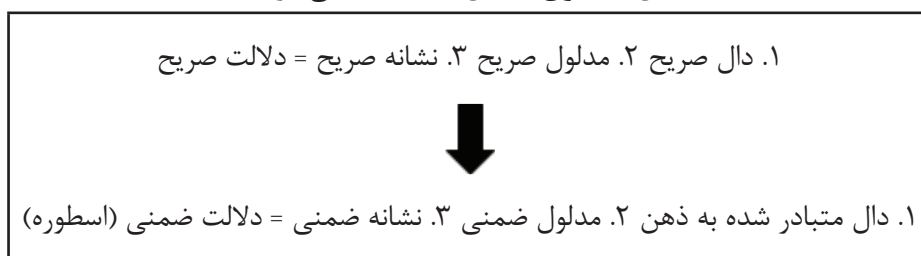 ۱. دال صریح ۲. مدلول صریح ۳. نشانه صریح = دلالت صریح
۱. دال متبادر شده به ذهن ۲. مدلول ضمنی ۳. نشانه ضمنی = دلالت ضمنی (اسطوره)